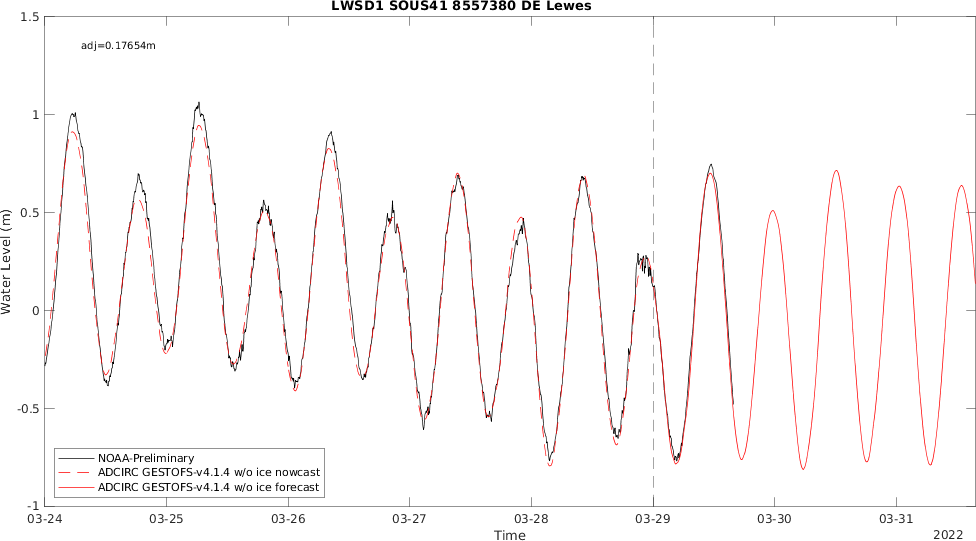 LWSD1 SOUS41 8557380 DE Lewes
adj=0.17654m
1.5
1
0.5
0
-0.5
-1
Water Level (m)
NOAA-Preliminary
ADCIRC GESTOFS-v4.1.4 w/o ice nowcast
ADCIRC GESTOFS-v4.1.4 w/o ice forecast
03-24 03-25 03-26 03-27 03-28 03-29 03-30 03-31
Time
2022